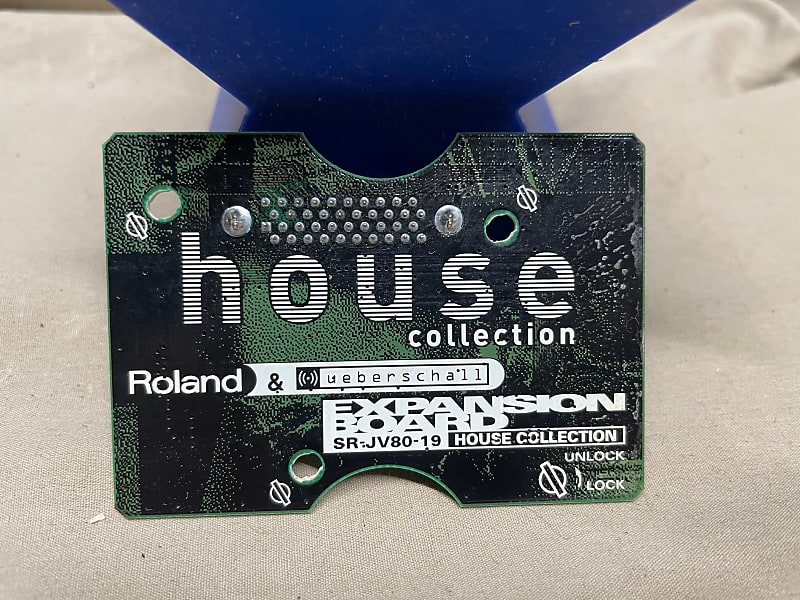 house
collection
Roland & ueberschall
EXPANSION
BOARD
SR-JV80-19 HOUSE COLLECTION
UNLOCK
LOCK